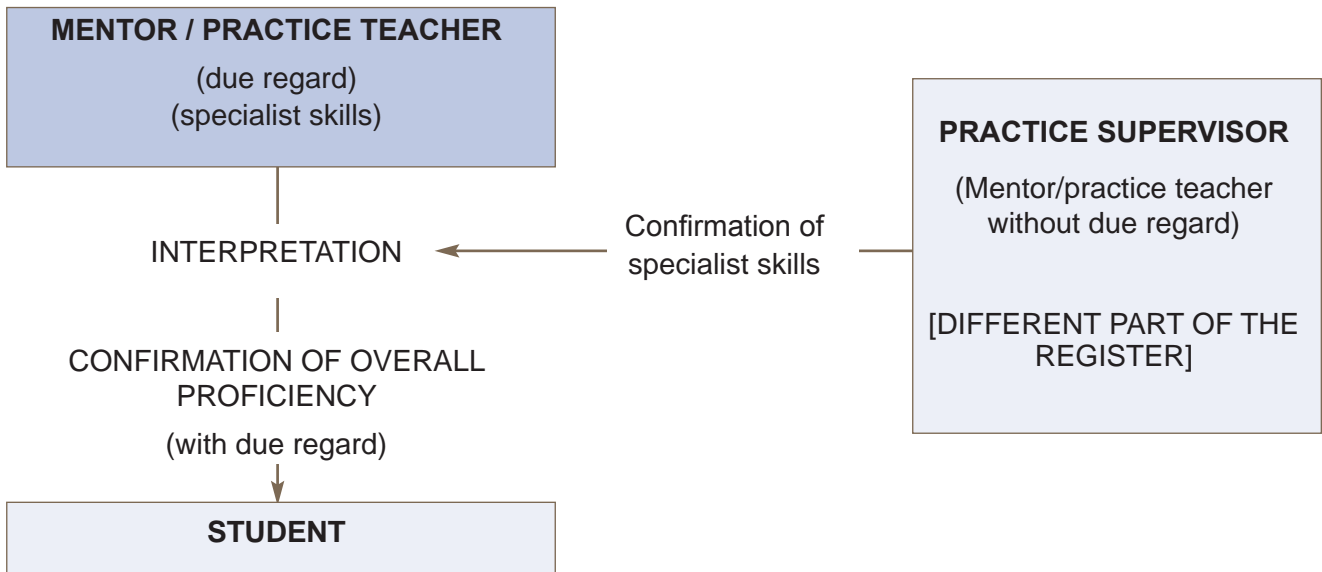 MENTOR / PRACTICE TEACHER
(due regard)
(specialist skills)
INTERPRETATION
CONFIRMATION OF OVERALL
PROFICIENCY
(with due regard)
STUDENT
Confirmation of
specialist skills
PRACTICE SUPERVISOR
(Mentor/practice teacher
without due regard)
[DIFFERENT PART OF THE
REGISTER]